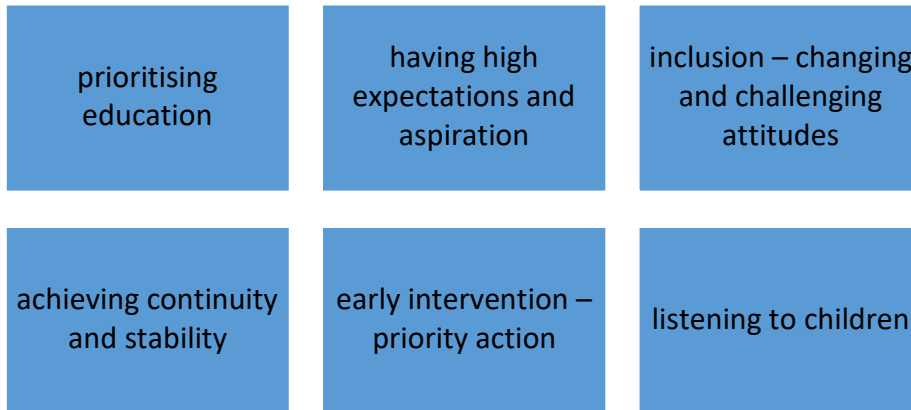 prioritising
education
having high
expectations and
aspiration
inclusion – changing
and challenging
attitudes
achieving continuity
and stability
early intervention –
priority action
listening to children